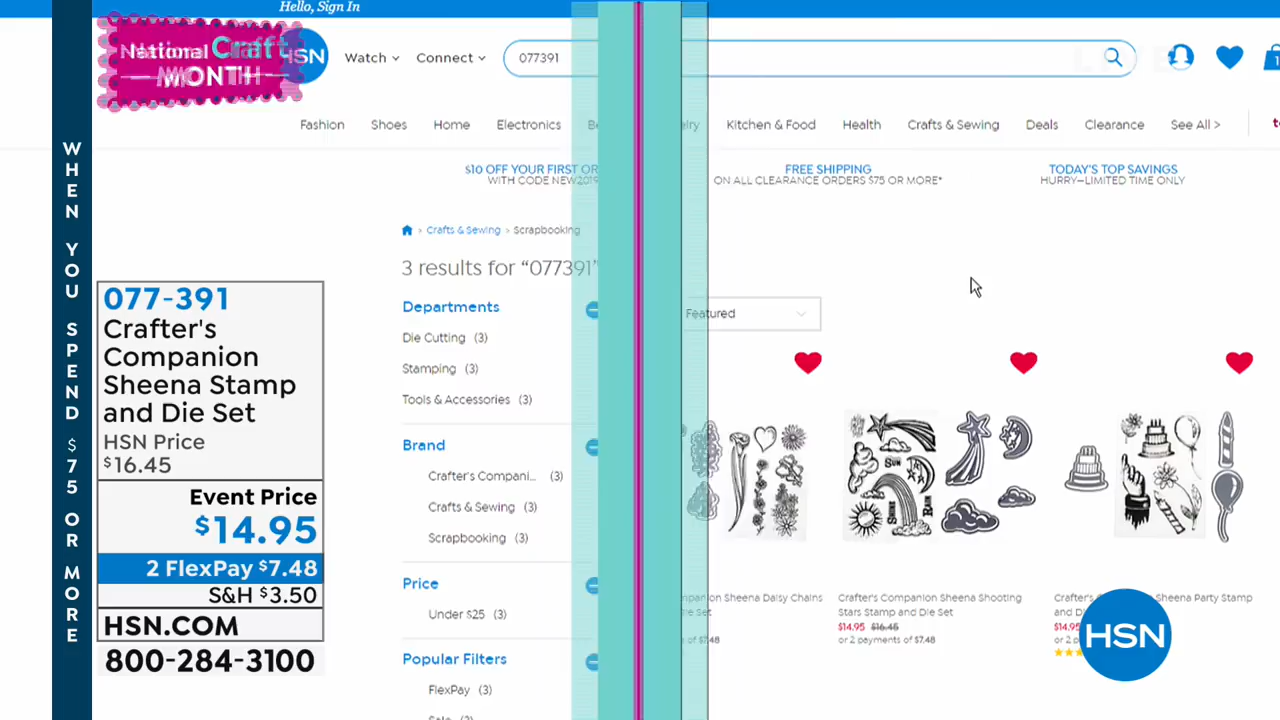 Hello, Sign In
National Craft
MONTH
HSN
Watch
Connect
077391
Fashion
Shoes
Home
Electronics
Kitchen & Food
Health
Crafts & Sewing
Deals
Clearance
See All >
$10 OFF YOUR FIRST OR
WITH CODE NEW2019
FREE SHIPPING
ON ALL CLEARANCE ORDERS $75 OR MORE*
TODAY'S TOP SAVINGS
HURRY—LIMITED TIME ONLY
Crafts & Sewing > Scrapbooking
3 results for “077391”
Departments
Die Cutting (3)
Stamping (3)
Tools & Accessories (3)
Brand
Crafter's Compani... (3)
Crafts & Sewing (3)
Scrapbooking (3)
Price
Under $25 (3)
Popular Filters
FlexPay (3)
Featured
Sheena Daisy Chains
Crafter's Companion Sheena Shooting
Stars Stamp and Die Set
$14.95 $16.45
or 2 payments of $7.48
Sheena Party Stamp
$14.95
WHEN YOU SPEND $75 OR MORE
077-391
Crafter's
Companion
Sheena Stamp
and Die Set
HSN Price
$16.45
Event Price
$14.95
2 FlexPay $7.48
S&H $3.50
HSN.COM
800-284-3100
HSN